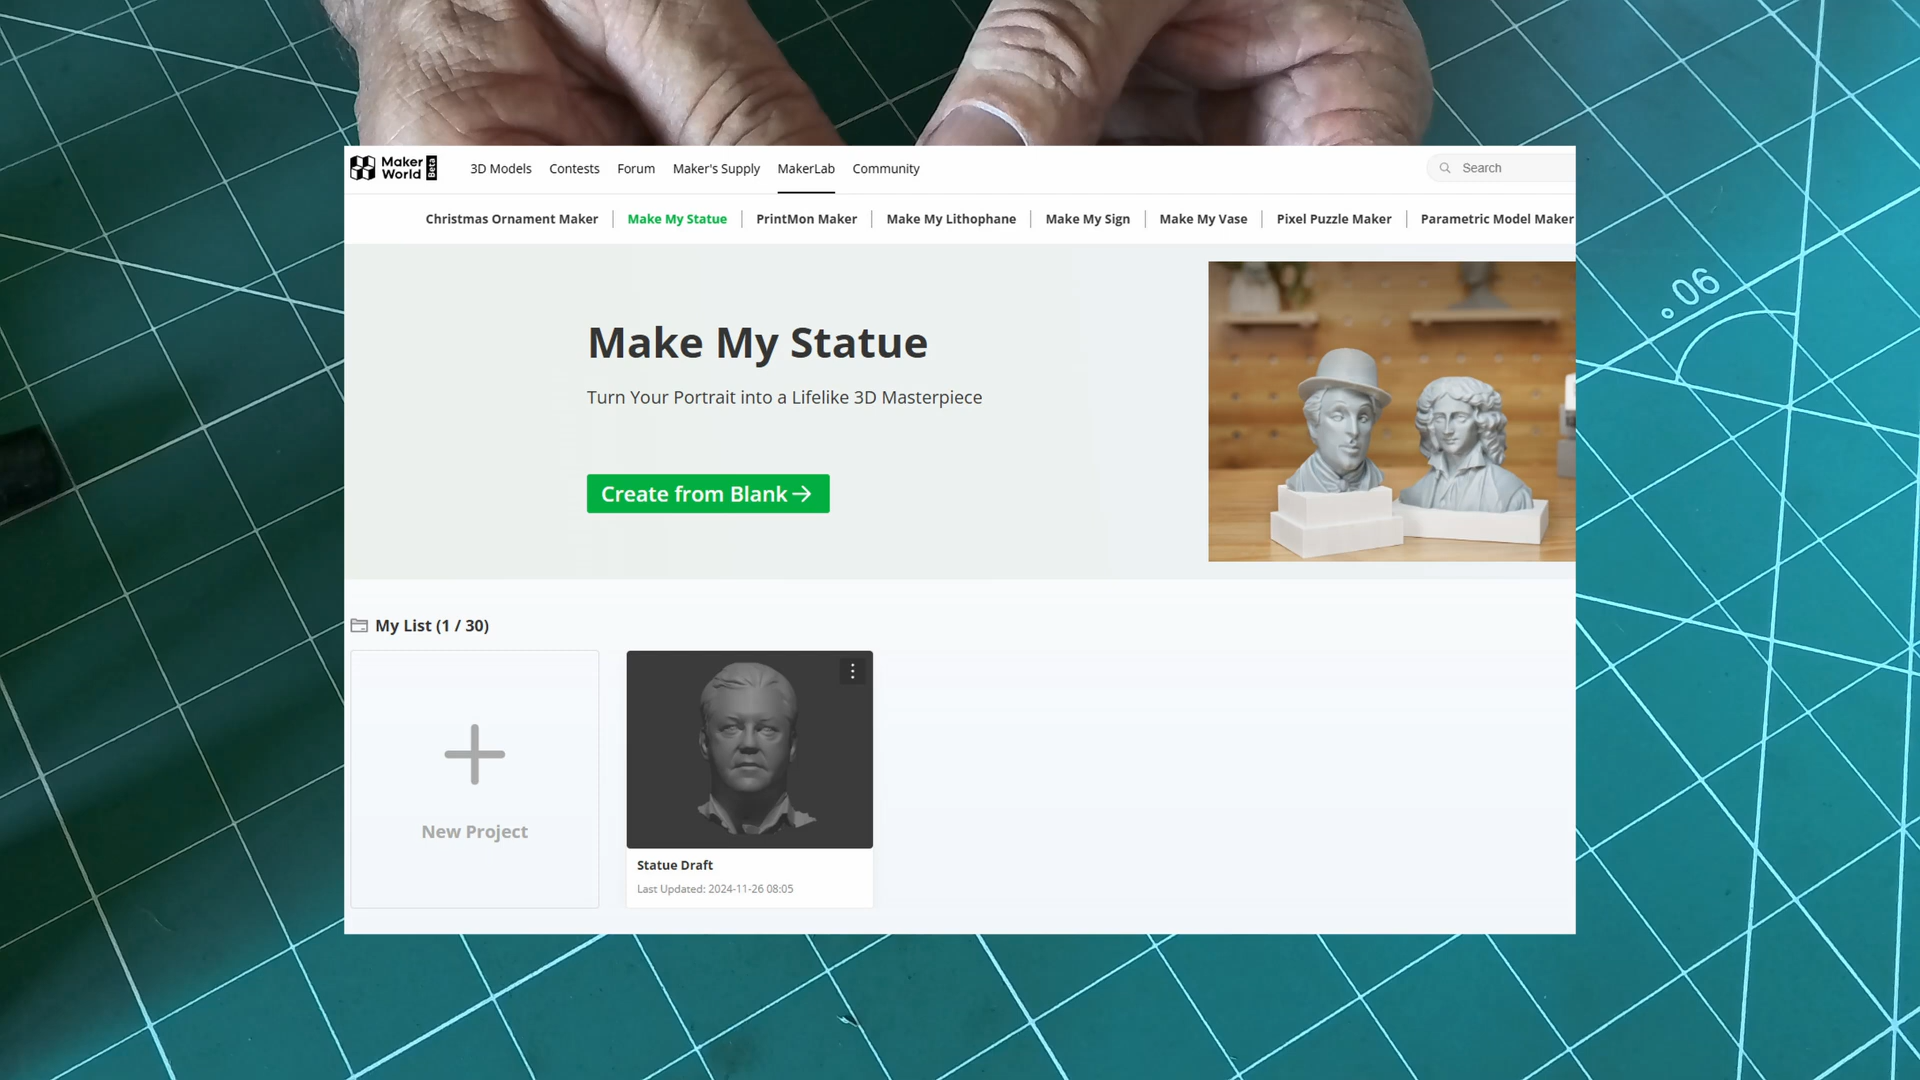 Maker
World
Beta
3D Models
Contests
Forum
Maker's Supply
MakerLab
Community
Search
Christmas Ornament Maker
Make My Statue
PrintMon Maker
Make My Lithophane
Make My Sign
Make My Vase
Pixel Puzzle Maker
Parametric Model Maker
90°
Make My Statue
Turn Your Portrait into a Lifelike 3D Masterpiece
Create from Blank
My List (1 / 30)
New Project
Statue Draft
Last Updated: 2024-11-26 08:05